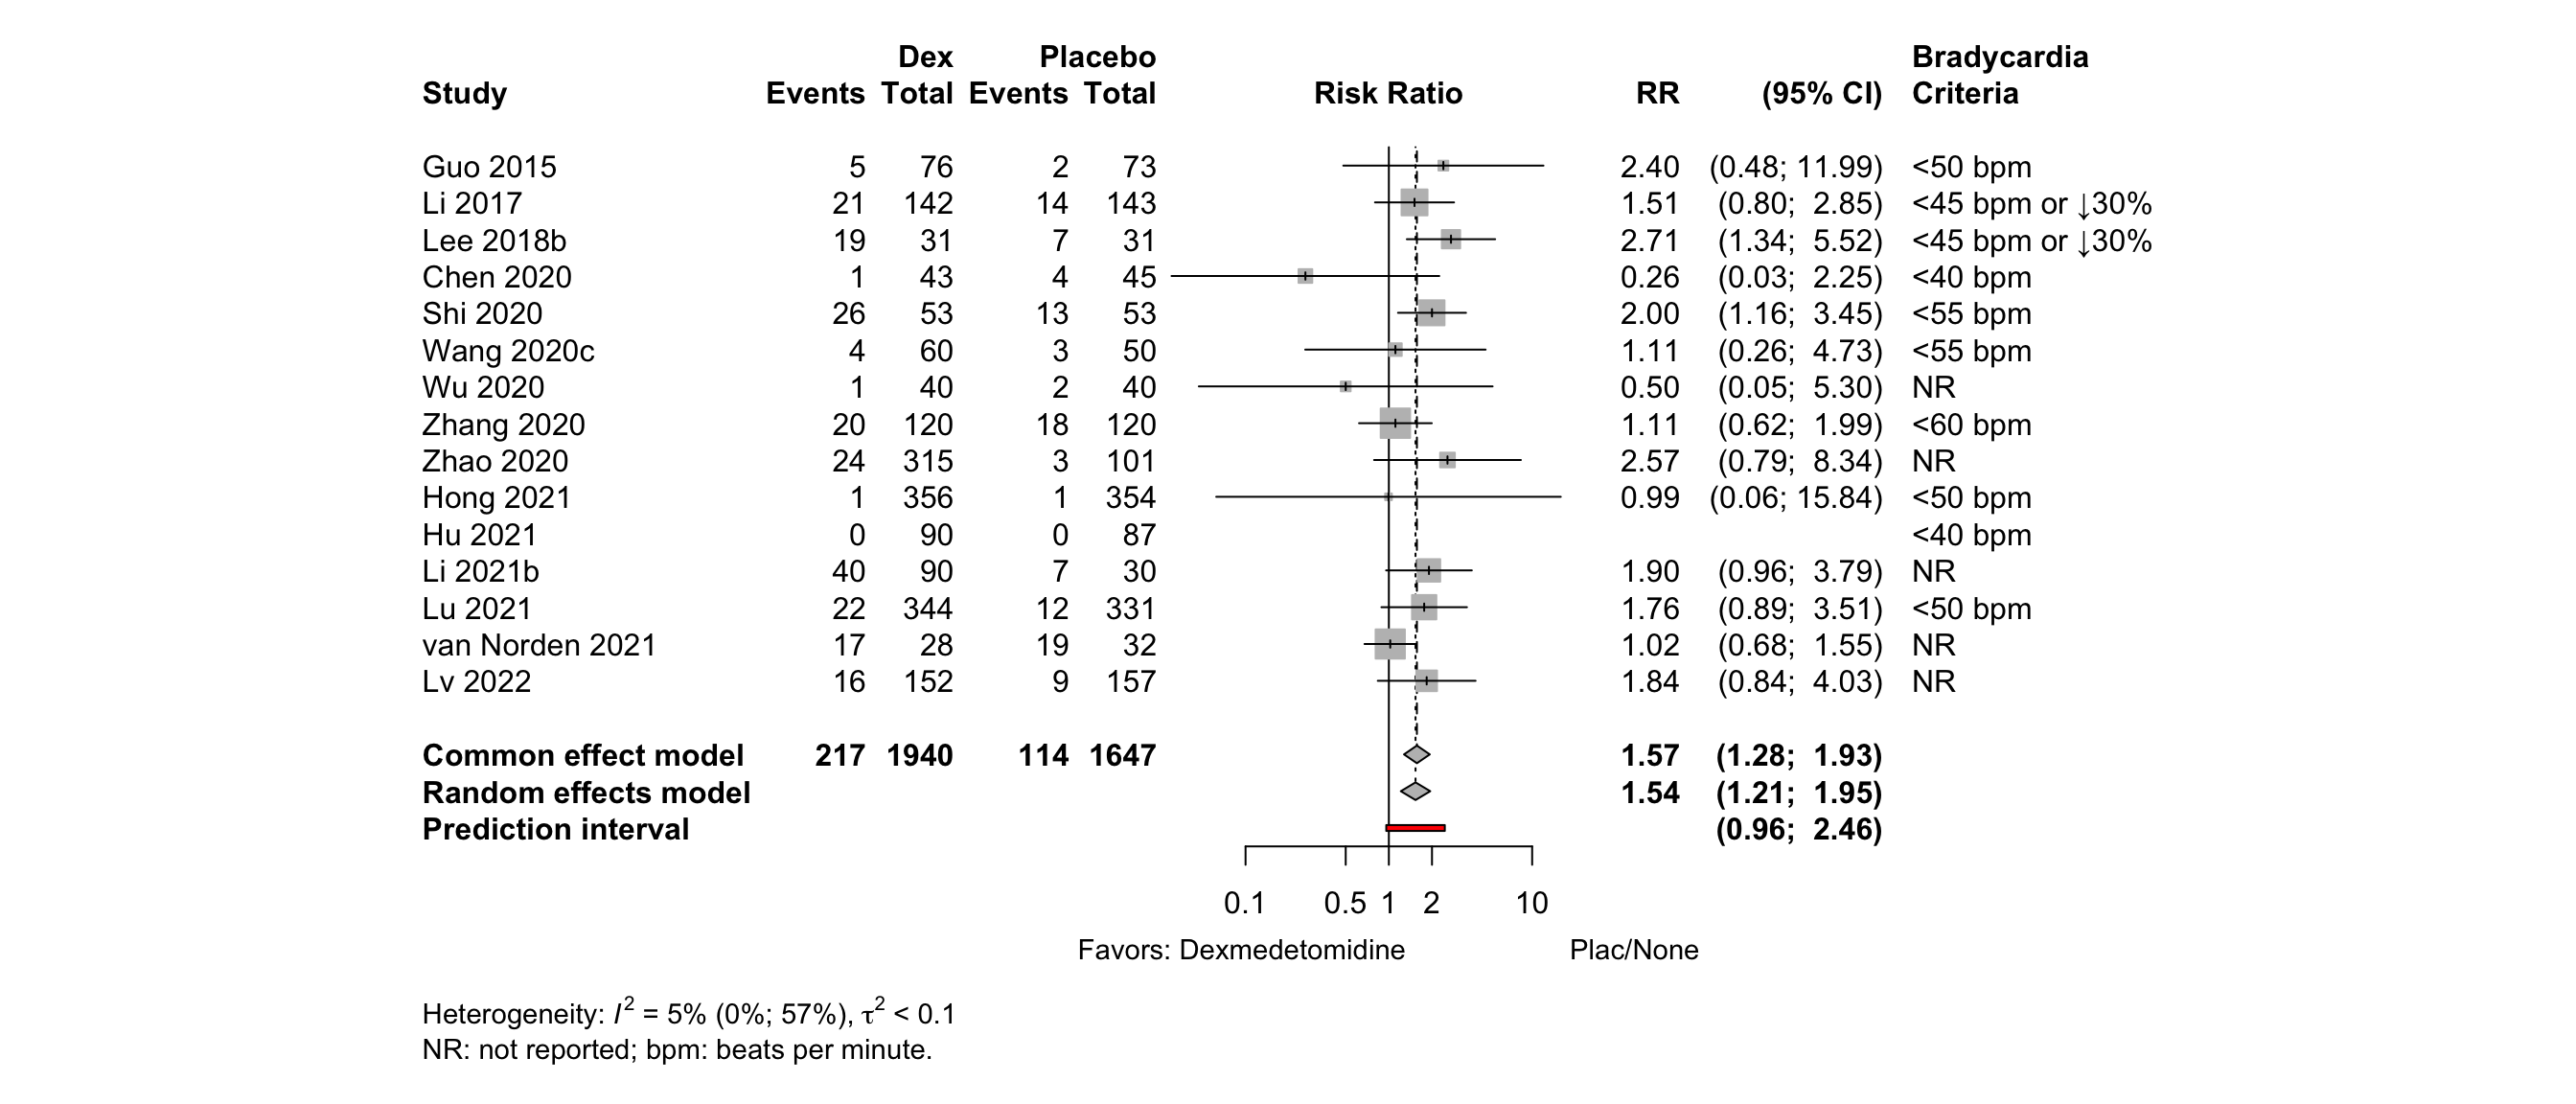 Dex Placebo Bradycardia
Study Events Total Events Total Risk Ratio RR (95% CI) Criteria
Guo 2015 5 76 2 73 2.40 (0.48; 11.99) <50 bpm
Li 2017 21 142 14 143 1.51 (0.80; 2.85) <45 bpm or ↓30%
Lee 2018b 19 31 7 31 2.71 (1.34; 5.52) <45 bpm or ↓30%
Chen 2020 1 43 4 45 0.26 (0.03; 2.25) <40 bpm
Shi 2020 26 53 13 53 2.00 (1.16; 3.45) <55 bpm
Wang 2020c 4 60 3 50 1.11 (0.26; 4.73) <55 bpm
Wu 2020 1 40 2 40 0.50 (0.05; 5.30) NR
Zhang 2020 20 120 18 120 1.11 (0.62; 1.99) <60 bpm
Zhao 2020 24 315 3 101 2.57 (0.79; 8.34) NR
Hong 2021 1 356 1 354 0.99 (0.06; 15.84) <50 bpm
Hu 2021 0 90 0 87 <40 bpm
Li 2021b 40 90 7 30 1.90 (0.96; 3.79) NR
Lu 2021 22 344 12 331 1.76 (0.89; 3.51) <50 bpm
van Norden 2021 17 28 19 32 1.02 (0.68; 1.55) NR
Lv 2022 16 152 9 157 1.84 (0.84; 4.03) NR
Common effect model 217 1940 114 1647 1.57 (1.28; 1.93)
Random effects model 1.54 (1.21; 1.95)
Prediction interval (0.96; 2.46)
0.1 0.5 1 2 10
Favors: Dexmedetomidine Plac/None
Heterogeneity: I² = 5% (0%; 57%), τ² < 0.1
NR: not reported; bpm: beats per minute.